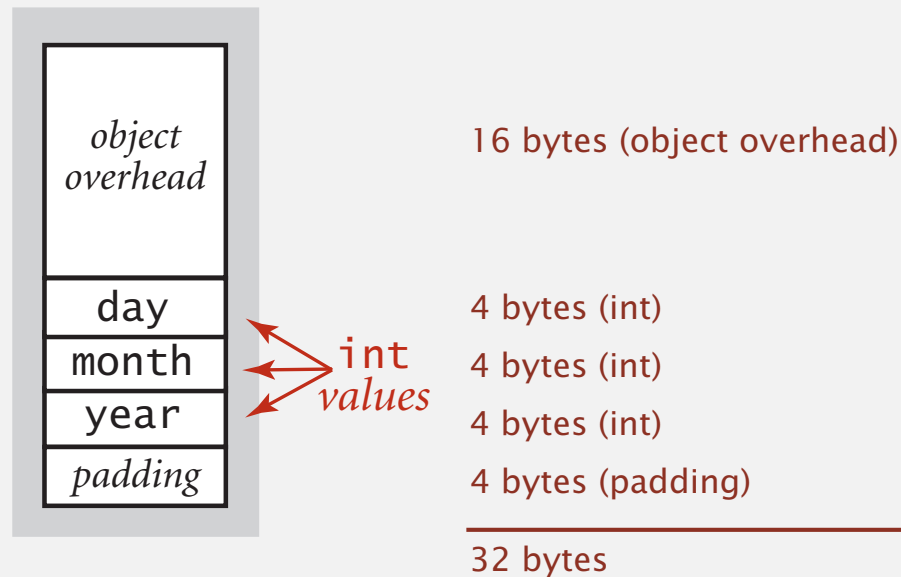 object
overhead
16 bytes (object overhead)
day
4 bytes (int)
month
int
values
4 bytes (int)
year
4 bytes (int)
padding
4 bytes (padding)
32 bytes